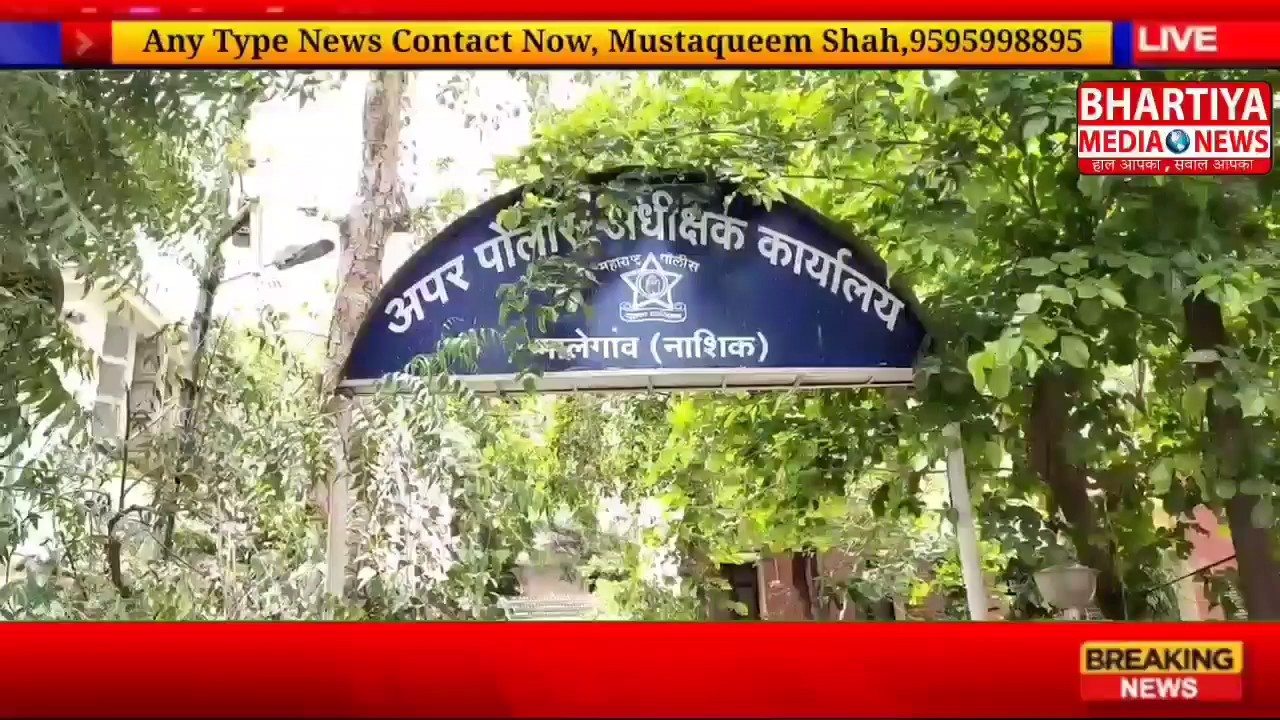 Any Type News Contact Now, Mustaqueem Shah,9595998895
LIVE
BHARTIYA
MEDIA NEWS
हाल आपका , सवाल आपका
अपर पोलीस अधीक्षक कार्यालय
महाराष्ट्र पोलीस
मालेगांव (नाशिक)
BREAKING
NEWS